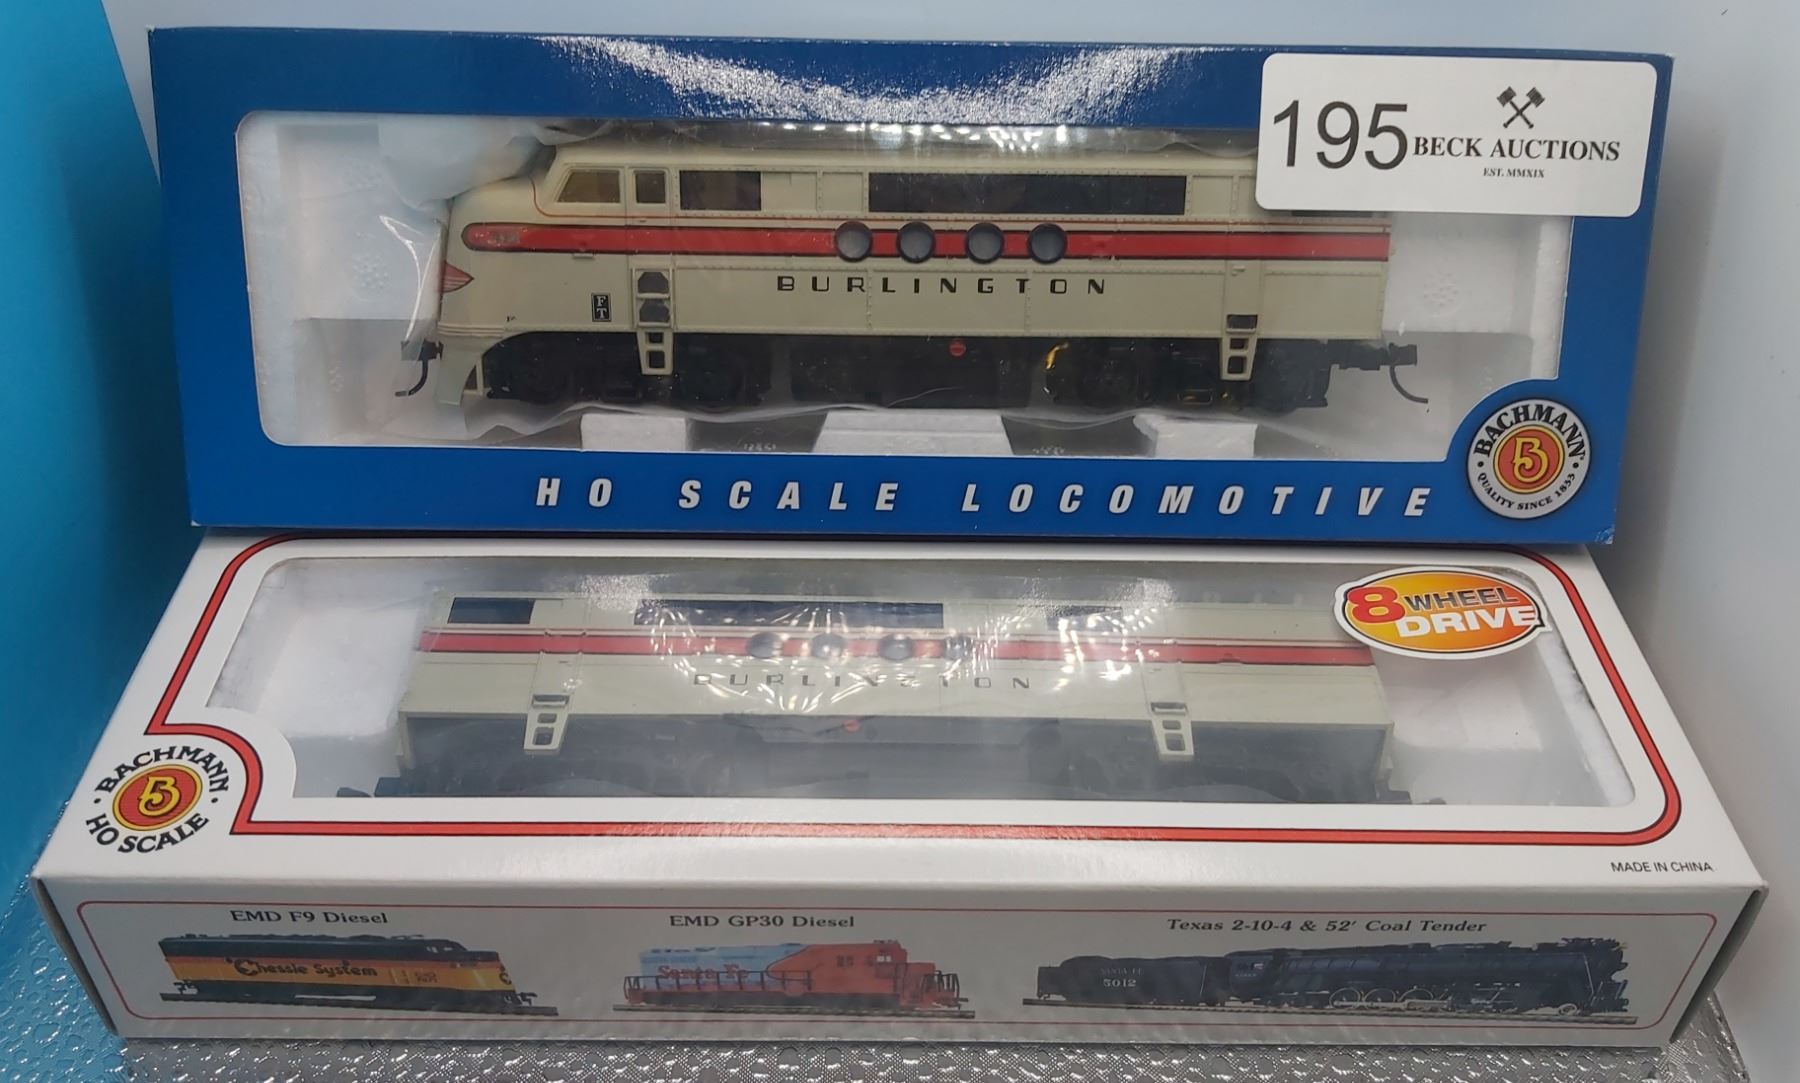 195
BECK AUCTIONS
EST. MMXIX
BURLINGTON
F
T
BACHMANN
B
QUALITY SINCE 1833
HO SCALE LOCOMOTIVE
8 WHEEL
DRIVE
BURLINGTON
BACHMANN
B
HO SCALE
MADE IN CHINA
EMD F9 Diesel
EMD GP30 Diesel
Texas 2-10-4 & 52' Coal Tender
Chessie System
Santa Fe
SANTA FE
5012